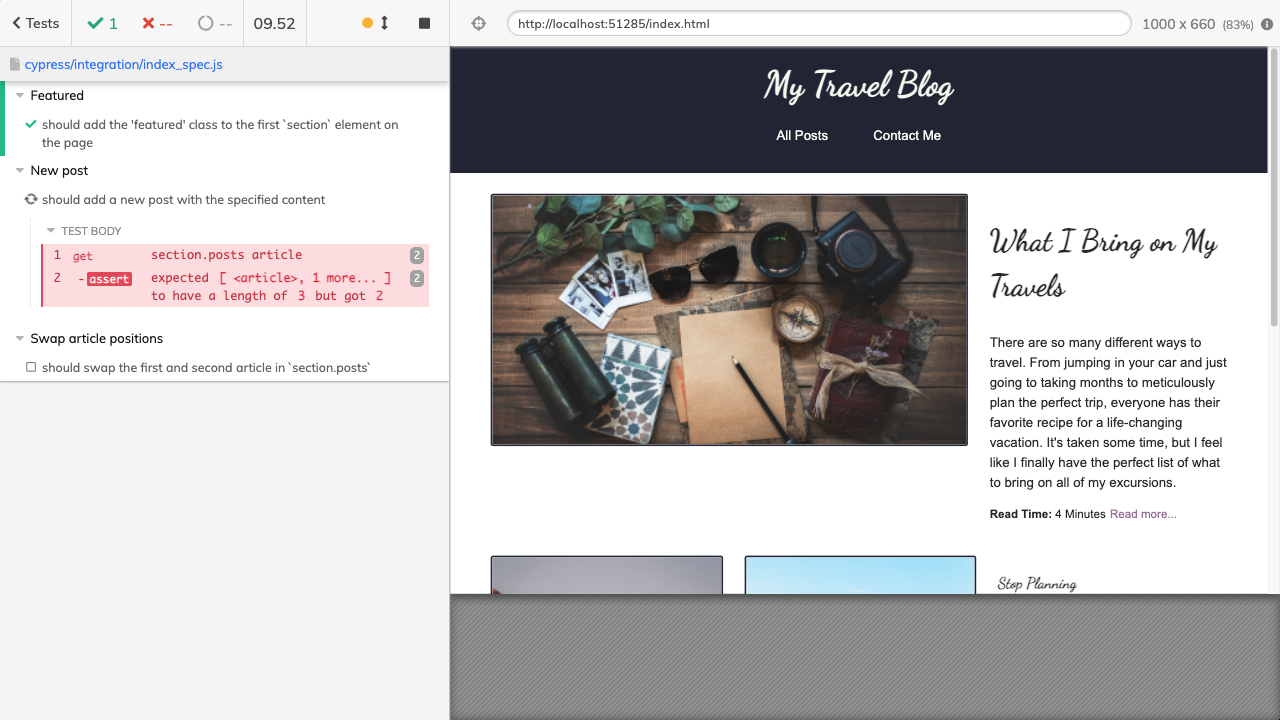 Tests
1
--
--
09.52
http://localhost:51285/index.html
1000 x 660 (83%)
cypress/integration/index_spec.js
Featured
should add the 'featured' class to the first `section` element on
the page
New post
should add a new post with the specified content
TEST BODY
1 get section.posts article 2
2 - assert expected [ <article>, 1 more... ] 2
to have a length of 3 but got 2
Swap article positions
should swap the first and second article in `section.posts`
My Travel Blog
All Posts Contact Me
What I Bring on My
Travels
There are so many different ways to
travel. From jumping in your car and just
going to taking months to meticulously
plan the perfect trip, everyone has their
favorite recipe for a life-changing
vacation. It's taken some time, but I feel
like I finally have the perfect list of what
to bring on all of my excursions.
Read Time: 4 Minutes Read more...
Stop Planning